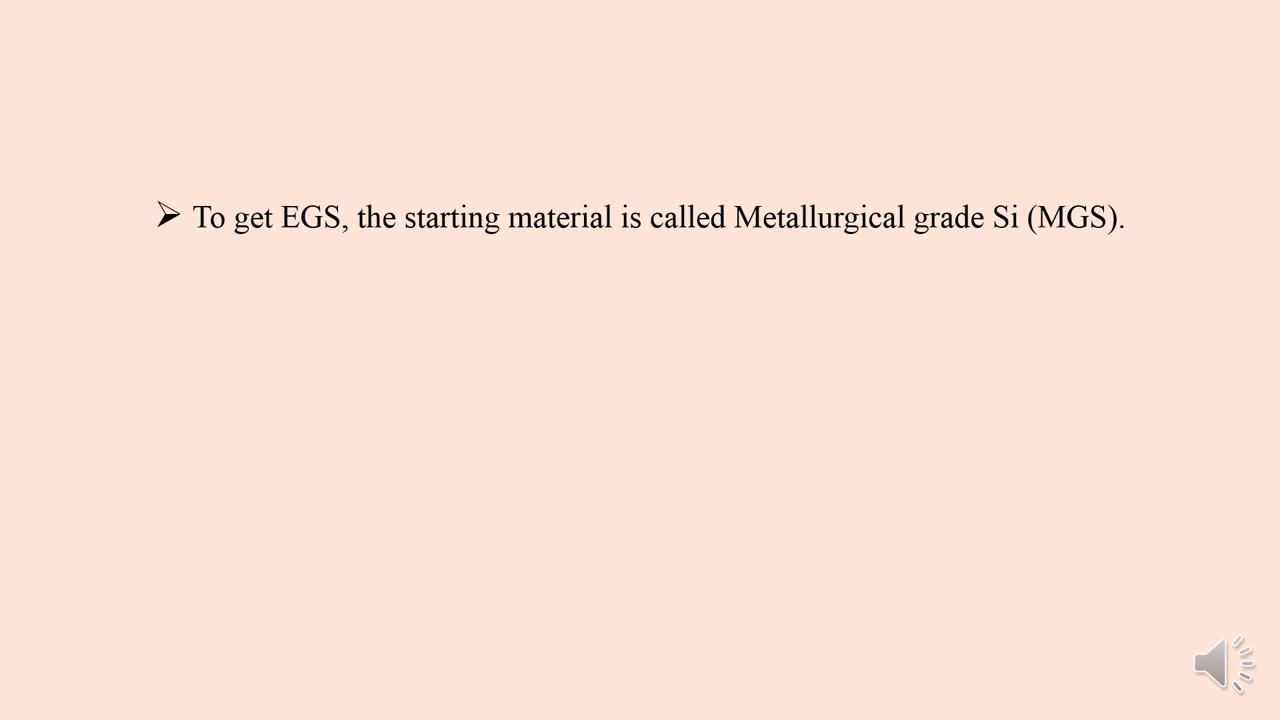 ➢ To get EGS, the starting material is called Metallurgical grade Si (MGS).